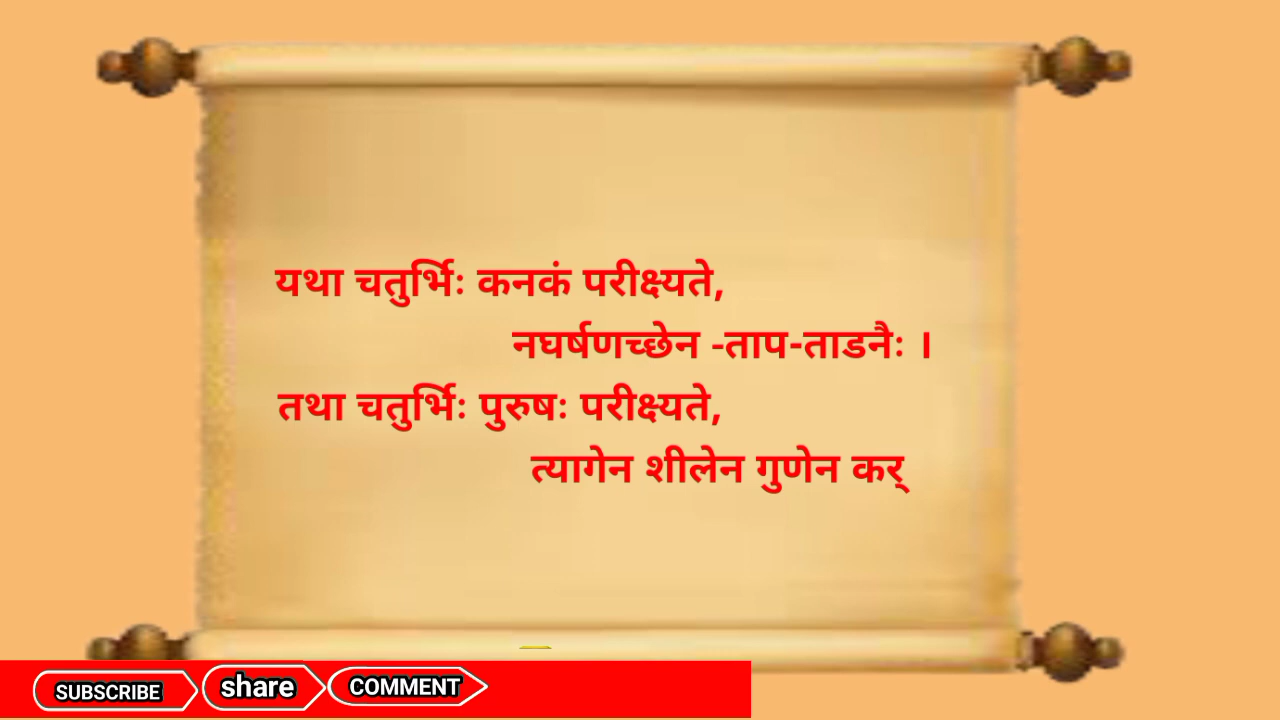 यथा चतुर्भिः कनकं परीक्ष्यते,
नघर्षणच्छेन -ताप-ताडनैः ।
तथा चतुर्भिः पुरुषः परीक्ष्यते,
त्यागेन शीलेन गुणेन कर्
SUBSCRIBE share COMMENT